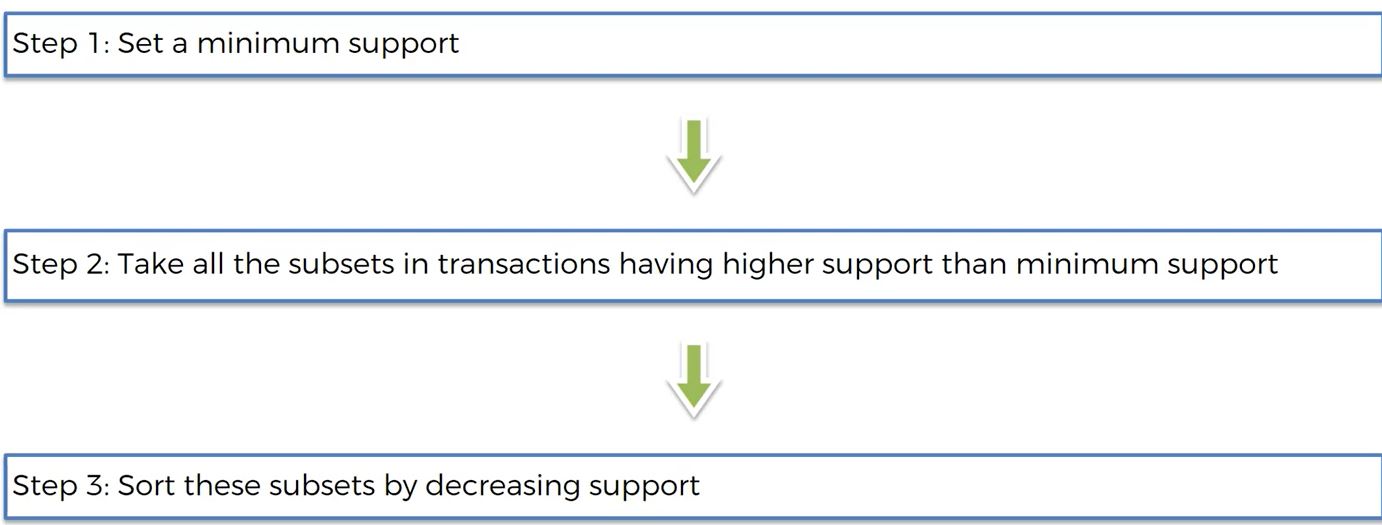 Step 1: Set a minimum support
Step 2: Take all the subsets in transactions having higher support than minimum support
Step 3: Sort these subsets by decreasing support